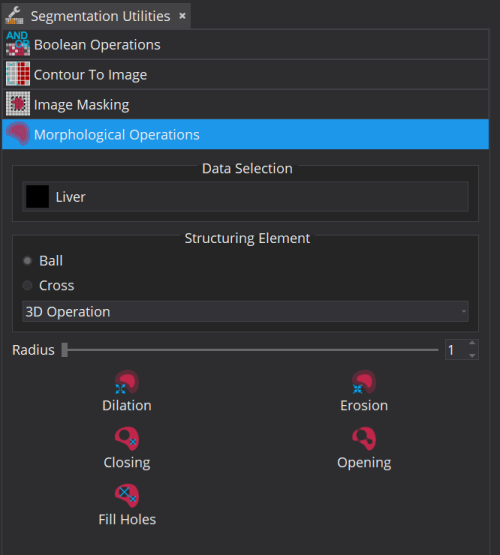 Segmentation Utilities ×
AND
OR
Boolean Operations
Contour To Image
Image Masking
Morphological Operations
Data Selection
Liver
Structuring Element
Ball
Cross
3D Operation
Radius 1
Dilation Erosion
Closing Opening
Fill Holes